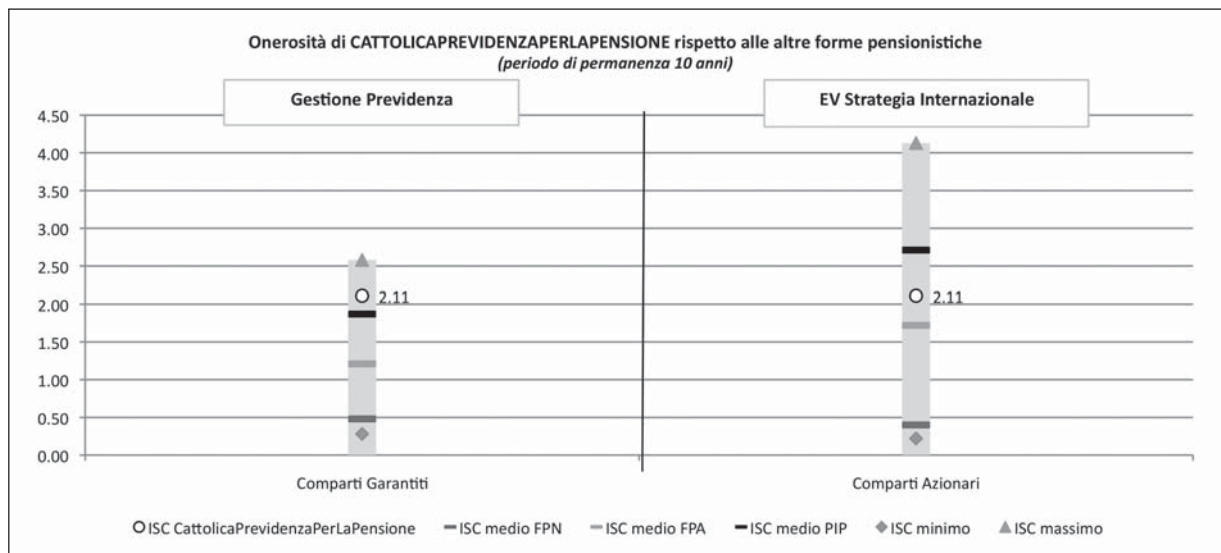 Onerosità di CATTOLICAPREVIDENZAPERLAPENSIONE rispetto alle altre forme pensionistiche
(periodo di permanenza 10 anni)
Gestione Previdenza
EV Strategia Internazionale
4.50
4.00
3.50
3.00
2.50
2.00
1.50
1.00
0.50
0.00
2.11
2.11
Comparti Garantiti
Comparti Azionari
ISC CattolicaPrevidenzaPerLaPensione
ISC medio FPN
ISC medio FPA
ISC medio PIP
ISC minimo
ISC massimo